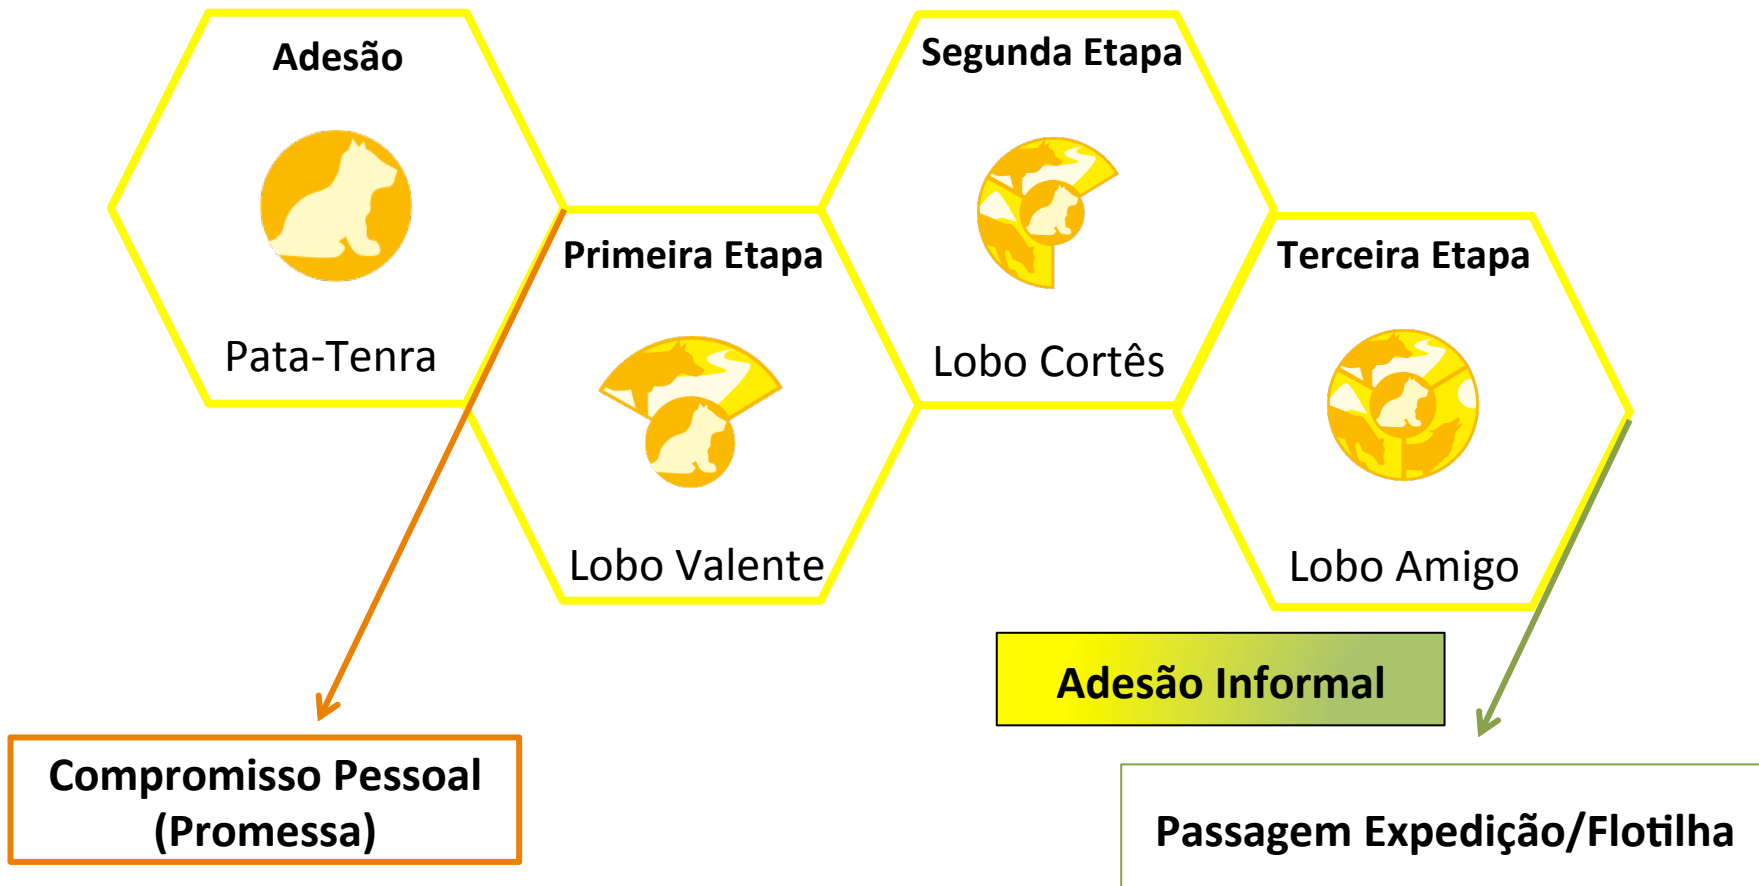 Adesão
Pata-Tenra
Primeira Etapa
Lobo Valente
Segunda Etapa
Lobo Cortês
Terceira Etapa
Lobo Amigo
Adesão Informal
Compromisso Pessoal
(Promessa)
Passagem Expedição/Flotilha